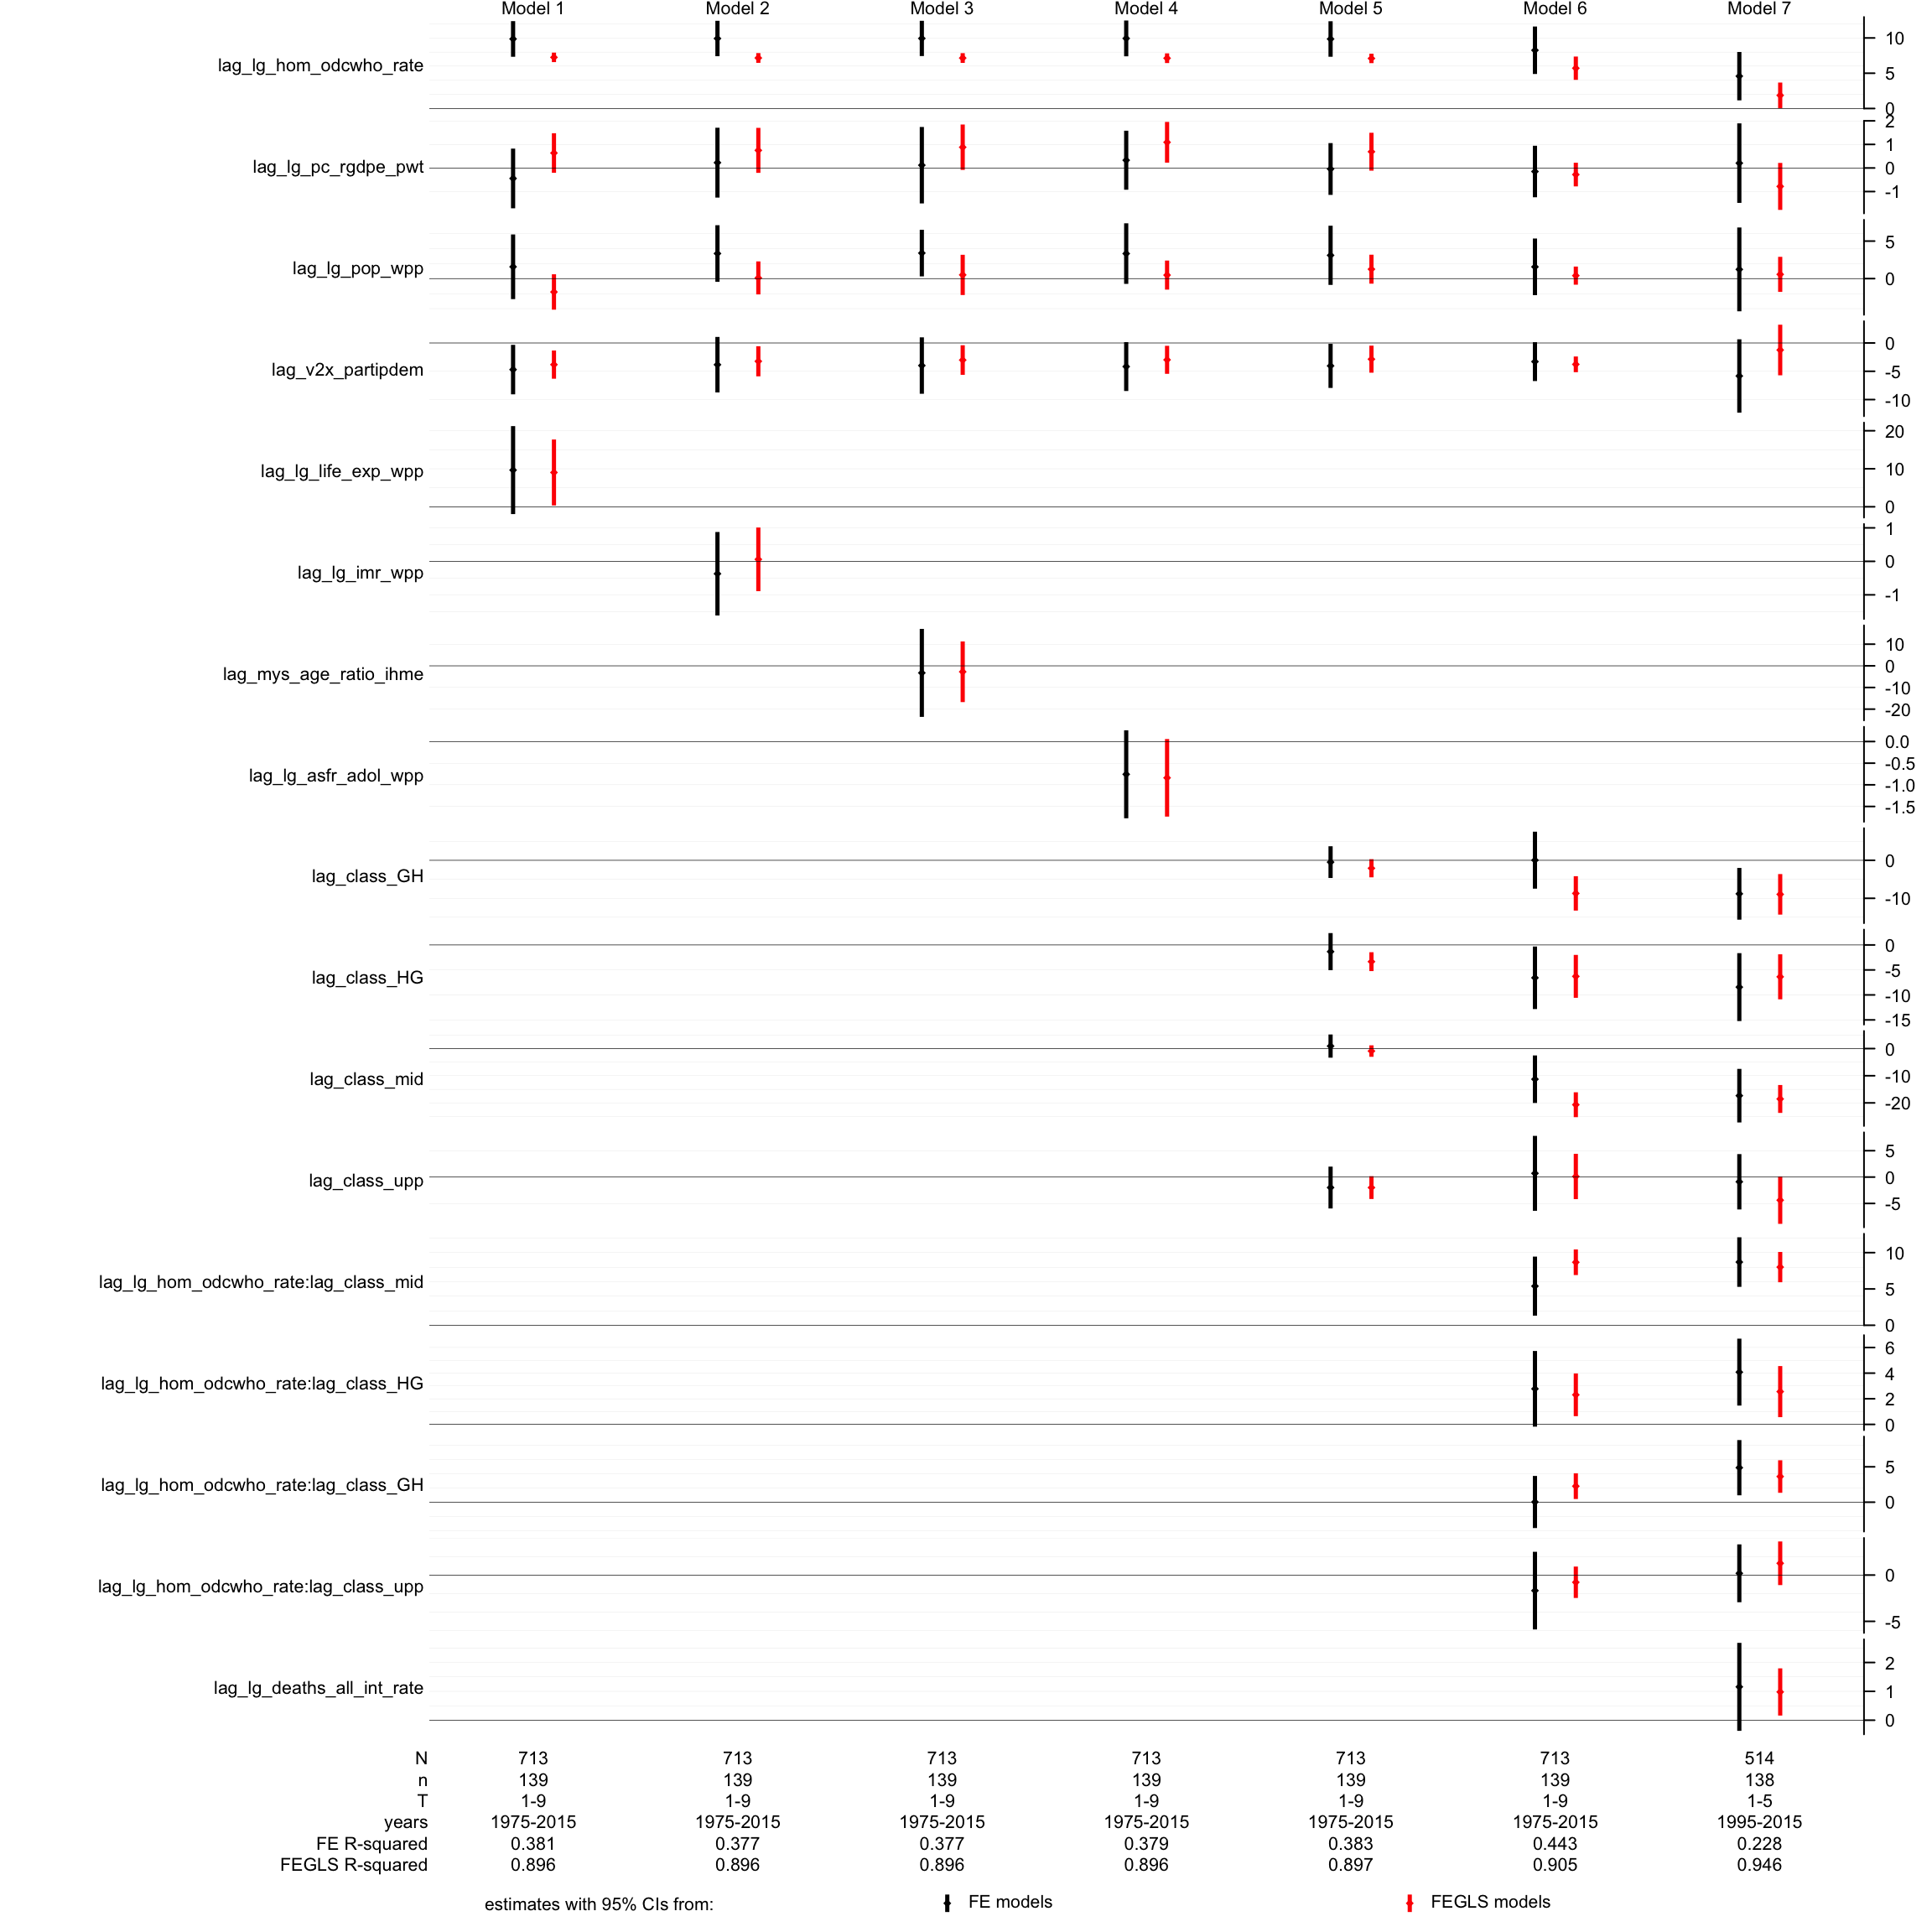 Model 1 Model 2 Model 3 Model 4 Model 5 Model 6 Model 7
lag_lg_hom_odcwho_rate 10 5 0
lag_lg_pc_rgdpe_pwt 2 1 0 -1
lag_lg_pop_wpp 5 0
lag_v2x_partipdem 0 -5 -10
lag_lg_life_exp_wpp 20 10 0
lag_lg_imr_wpp 1 0 -1
lag_mys_age_ratio_ihme 10 0 -10 -20
lag_lg_asfr_adol_wpp 0.0 -0.5 -1.0 -1.5
lag_class_GH 0 -10
lag_class_HG 0 -5 -10 -15
lag_class_mid 0 -10 -20
lag_class_upp 5 0 -5
lag_lg_hom_odcwho_rate:lag_class_mid 10 5 0
lag_lg_hom_odcwho_rate:lag_class_HG 6 4 2 0
lag_lg_hom_odcwho_rate:lag_class_GH 5 0
lag_lg_hom_odcwho_rate:lag_class_upp 0 -5
lag_lg_deaths_all_int_rate 2 1 0
N 713 713 713 713 713 713 514
n 139 139 139 139 139 139 138
T 1-9 1-9 1-9 1-9 1-9 1-9 1-5
years 1975-2015 1975-2015 1975-2015 1975-2015 1975-2015 1975-2015 1995-2015
FE R-squared 0.381 0.377 0.377 0.379 0.383 0.443 0.228
FEGLS R-squared 0.896 0.896 0.896 0.896 0.897 0.905 0.946
estimates with 95% CIs from: FE models FEGLS models